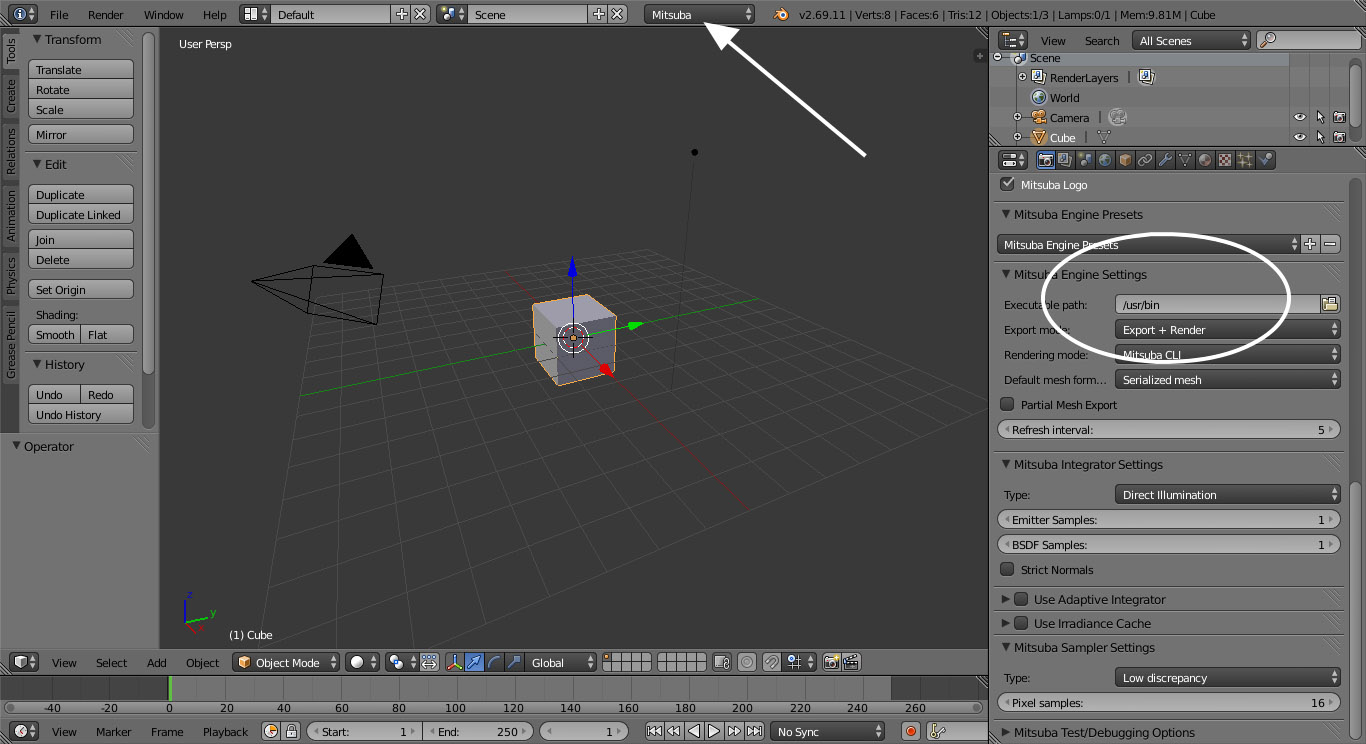 File Render Window Help Default Scene Mitsuba v2.69.11 | Verts:8 | Faces:6 | Tris:12 | Objects:1/3 | Lamps:0/1 | Mem:9.81M | Cube
Tools
Create
Relations
Animation
Physics
Grease Pencil
Transform
Translate
Rotate
Scale
Mirror
Edit
Duplicate
Duplicate Linked
Join
Delete
Set Origin
Shading:
Smooth Flat
History
Undo Redo
Undo History
Operator
User Persp
z
y
x
(1) Cube
View Search All Scenes
Scene
RenderLayers |
World
Camera |
Cube |
Mitsuba Logo
Mitsuba Engine Presets
Mitsuba Engine Presets
Mitsuba Engine Settings
Executable path: /usr/bin
Export mode: Export + Render
Rendering mode: Mitsuba CLI
Default mesh form... Serialized mesh
Partial Mesh Export
Refresh interval: 5
Mitsuba Integrator Settings
Type: Direct Illumination
Emitter Samples: 1
BSDF Samples: 1
Strict Normals
Use Adaptive Integrator
Use Irradiance Cache
Mitsuba Sampler Settings
Type: Low discrepancy
Pixel samples: 16
Mitsuba Test/Debugging Options
View Select Add Object Object Mode Global
-40 -20 0 20 40 60 80 100 120 140 160 180 200 220 240 260
View Marker Frame Playback Start: 1 End: 250 1 No Sync